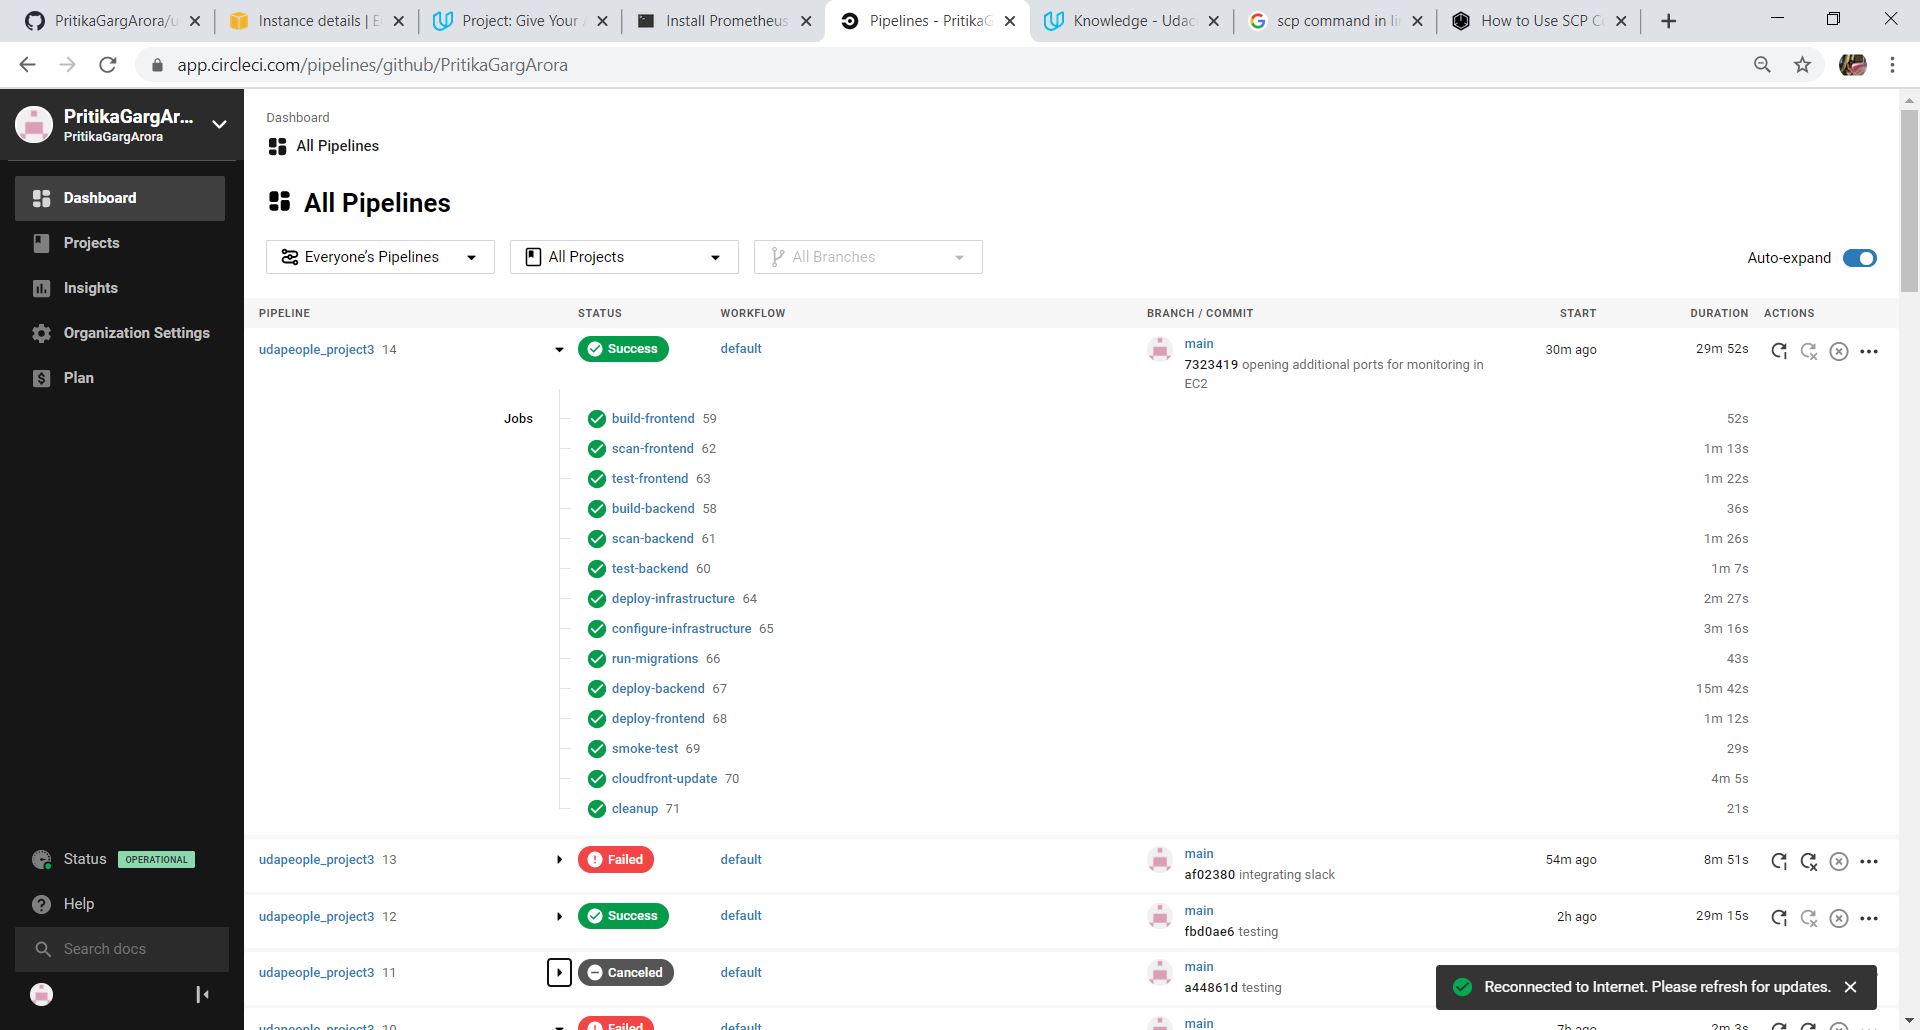 PritikaGargArora/u
Instance details | E
Project: Give Your
Install Prometheus
Pipelines - PritikaG
Knowledge - Udac
scp command in li
How to Use SCP C
app.circleci.com/pipelines/github/PritikaGargArora
PritikaGargAr...
PritikaGargArora
Dashboard
Projects
Insights
Organization Settings
Plan
Status OPERATIONAL
Help
Search docs
Dashboard
All Pipelines
All Pipelines
Everyone's Pipelines
All Projects
All Branches
Auto-expand
PIPELINE STATUS WORKFLOW BRANCH / COMMIT START DURATION ACTIONS
udapeople_project3 14 Success default main 30m ago 29m 52s
7323419 opening additional ports for monitoring in
EC2
Jobs build-frontend 59 52s
scan-frontend 62 1m 13s
test-frontend 63 1m 22s
build-backend 58 36s
scan-backend 61 1m 26s
test-backend 60 1m 7s
deploy-infrastructure 64 2m 27s
configure-infrastructure 65 3m 16s
run-migrations 66 43s
deploy-backend 67 15m 42s
deploy-frontend 68 1m 12s
smoke-test 69 29s
cloudfront-update 70 4m 5s
cleanup 71 21s
udapeople_project3 13 Failed default main 54m ago 8m 51s
af02380 integrating slack
udapeople_project3 12 Success default main 2h ago 29m 15s
fbd0ae6 testing
udapeople_project3 11 Canceled default main
a44861d testing
Reconnected to Internet. Please refresh for updates.
udapeople_project3 10 Failed default main 7h ago 2m 3s